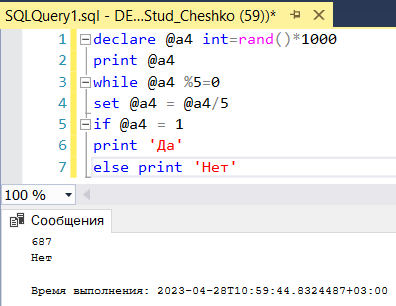 SQLQuery1.sql - DE...Stud_Cheshko (59))*
1 declare @a4 int=rand()*1000
2 print @a4
3 while @a4 %5=0
4 set @a4 = @a4/5
5 if @a4 = 1
6 print 'Да'
7 else print 'Нет'
100 %
Сообщения
687
Нет
Время выполнения: 2023-04-28T10:59:44.8324487+03:00